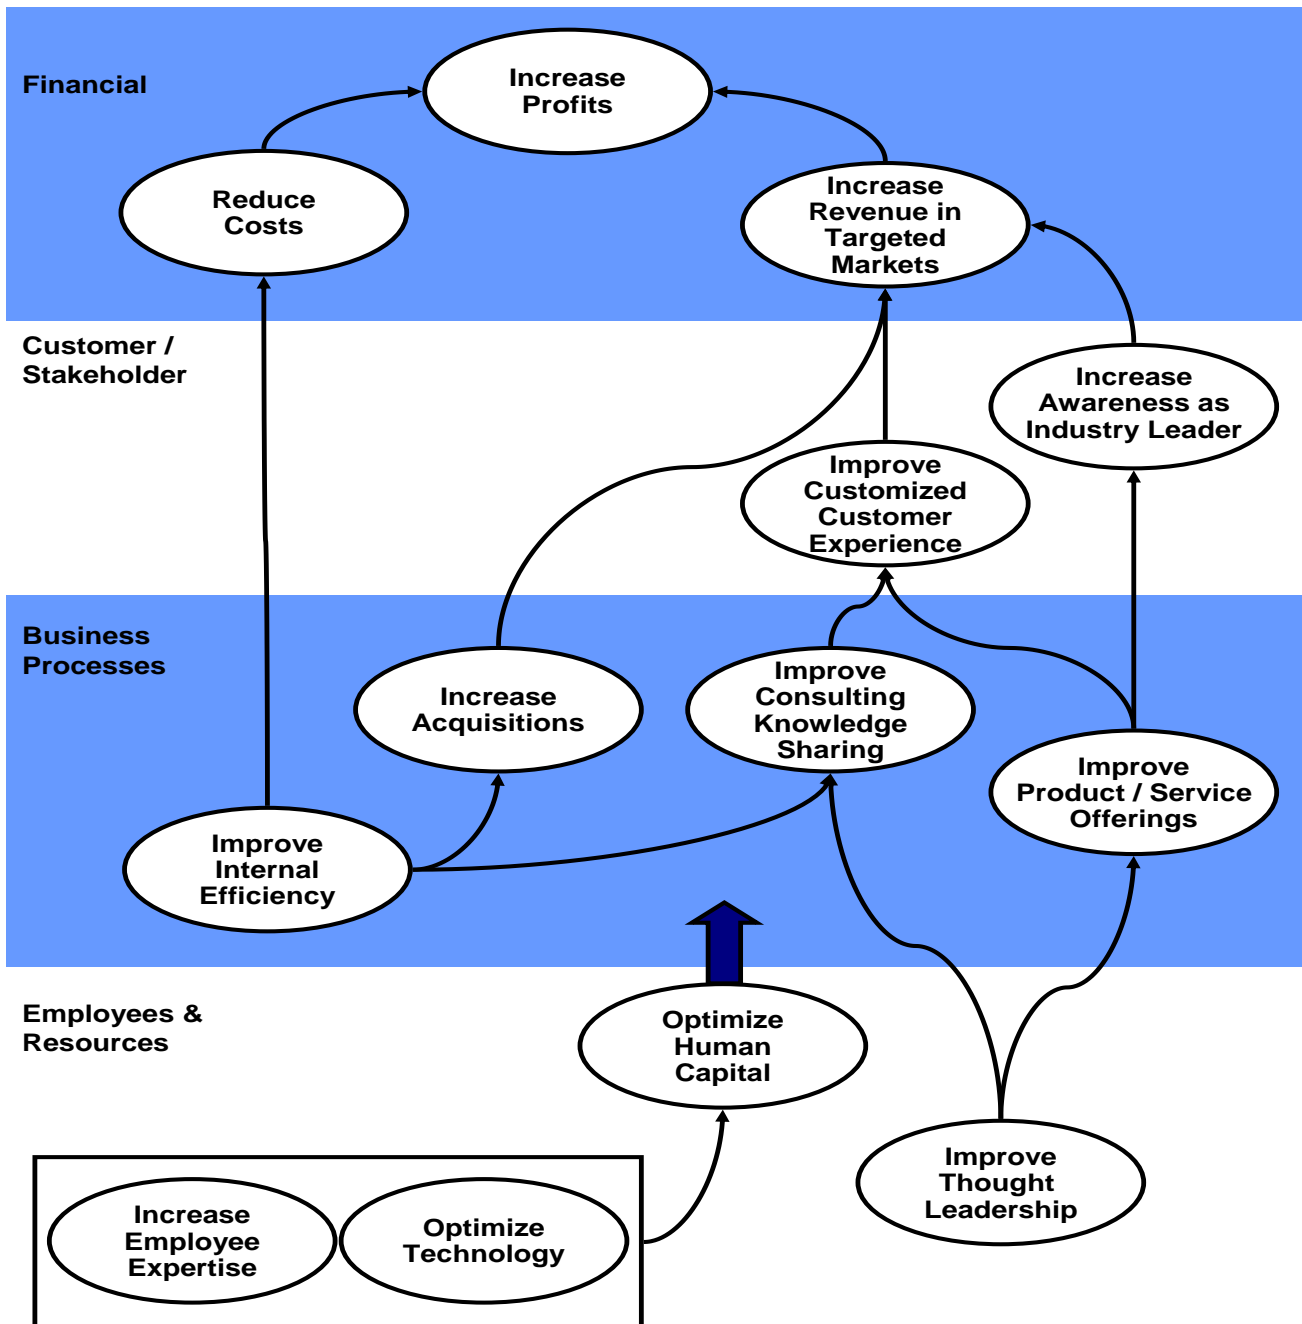 Financial
Increase
Profits
Reduce
Costs
Increase
Revenue in
Targeted
Markets
Customer /
Stakeholder
Increase
Awareness as
Industry Leader
Improve
Customized
Customer
Experience
Business
Processes
Increase
Acquisitions
Improve
Consulting
Knowledge
Sharing
Improve
Product / Service
Offerings
Improve
Internal
Efficiency
Employees &
Resources
Optimize
Human
Capital
Improve
Thought
Leadership
Increase
Employee
Expertise
Optimize
Technology